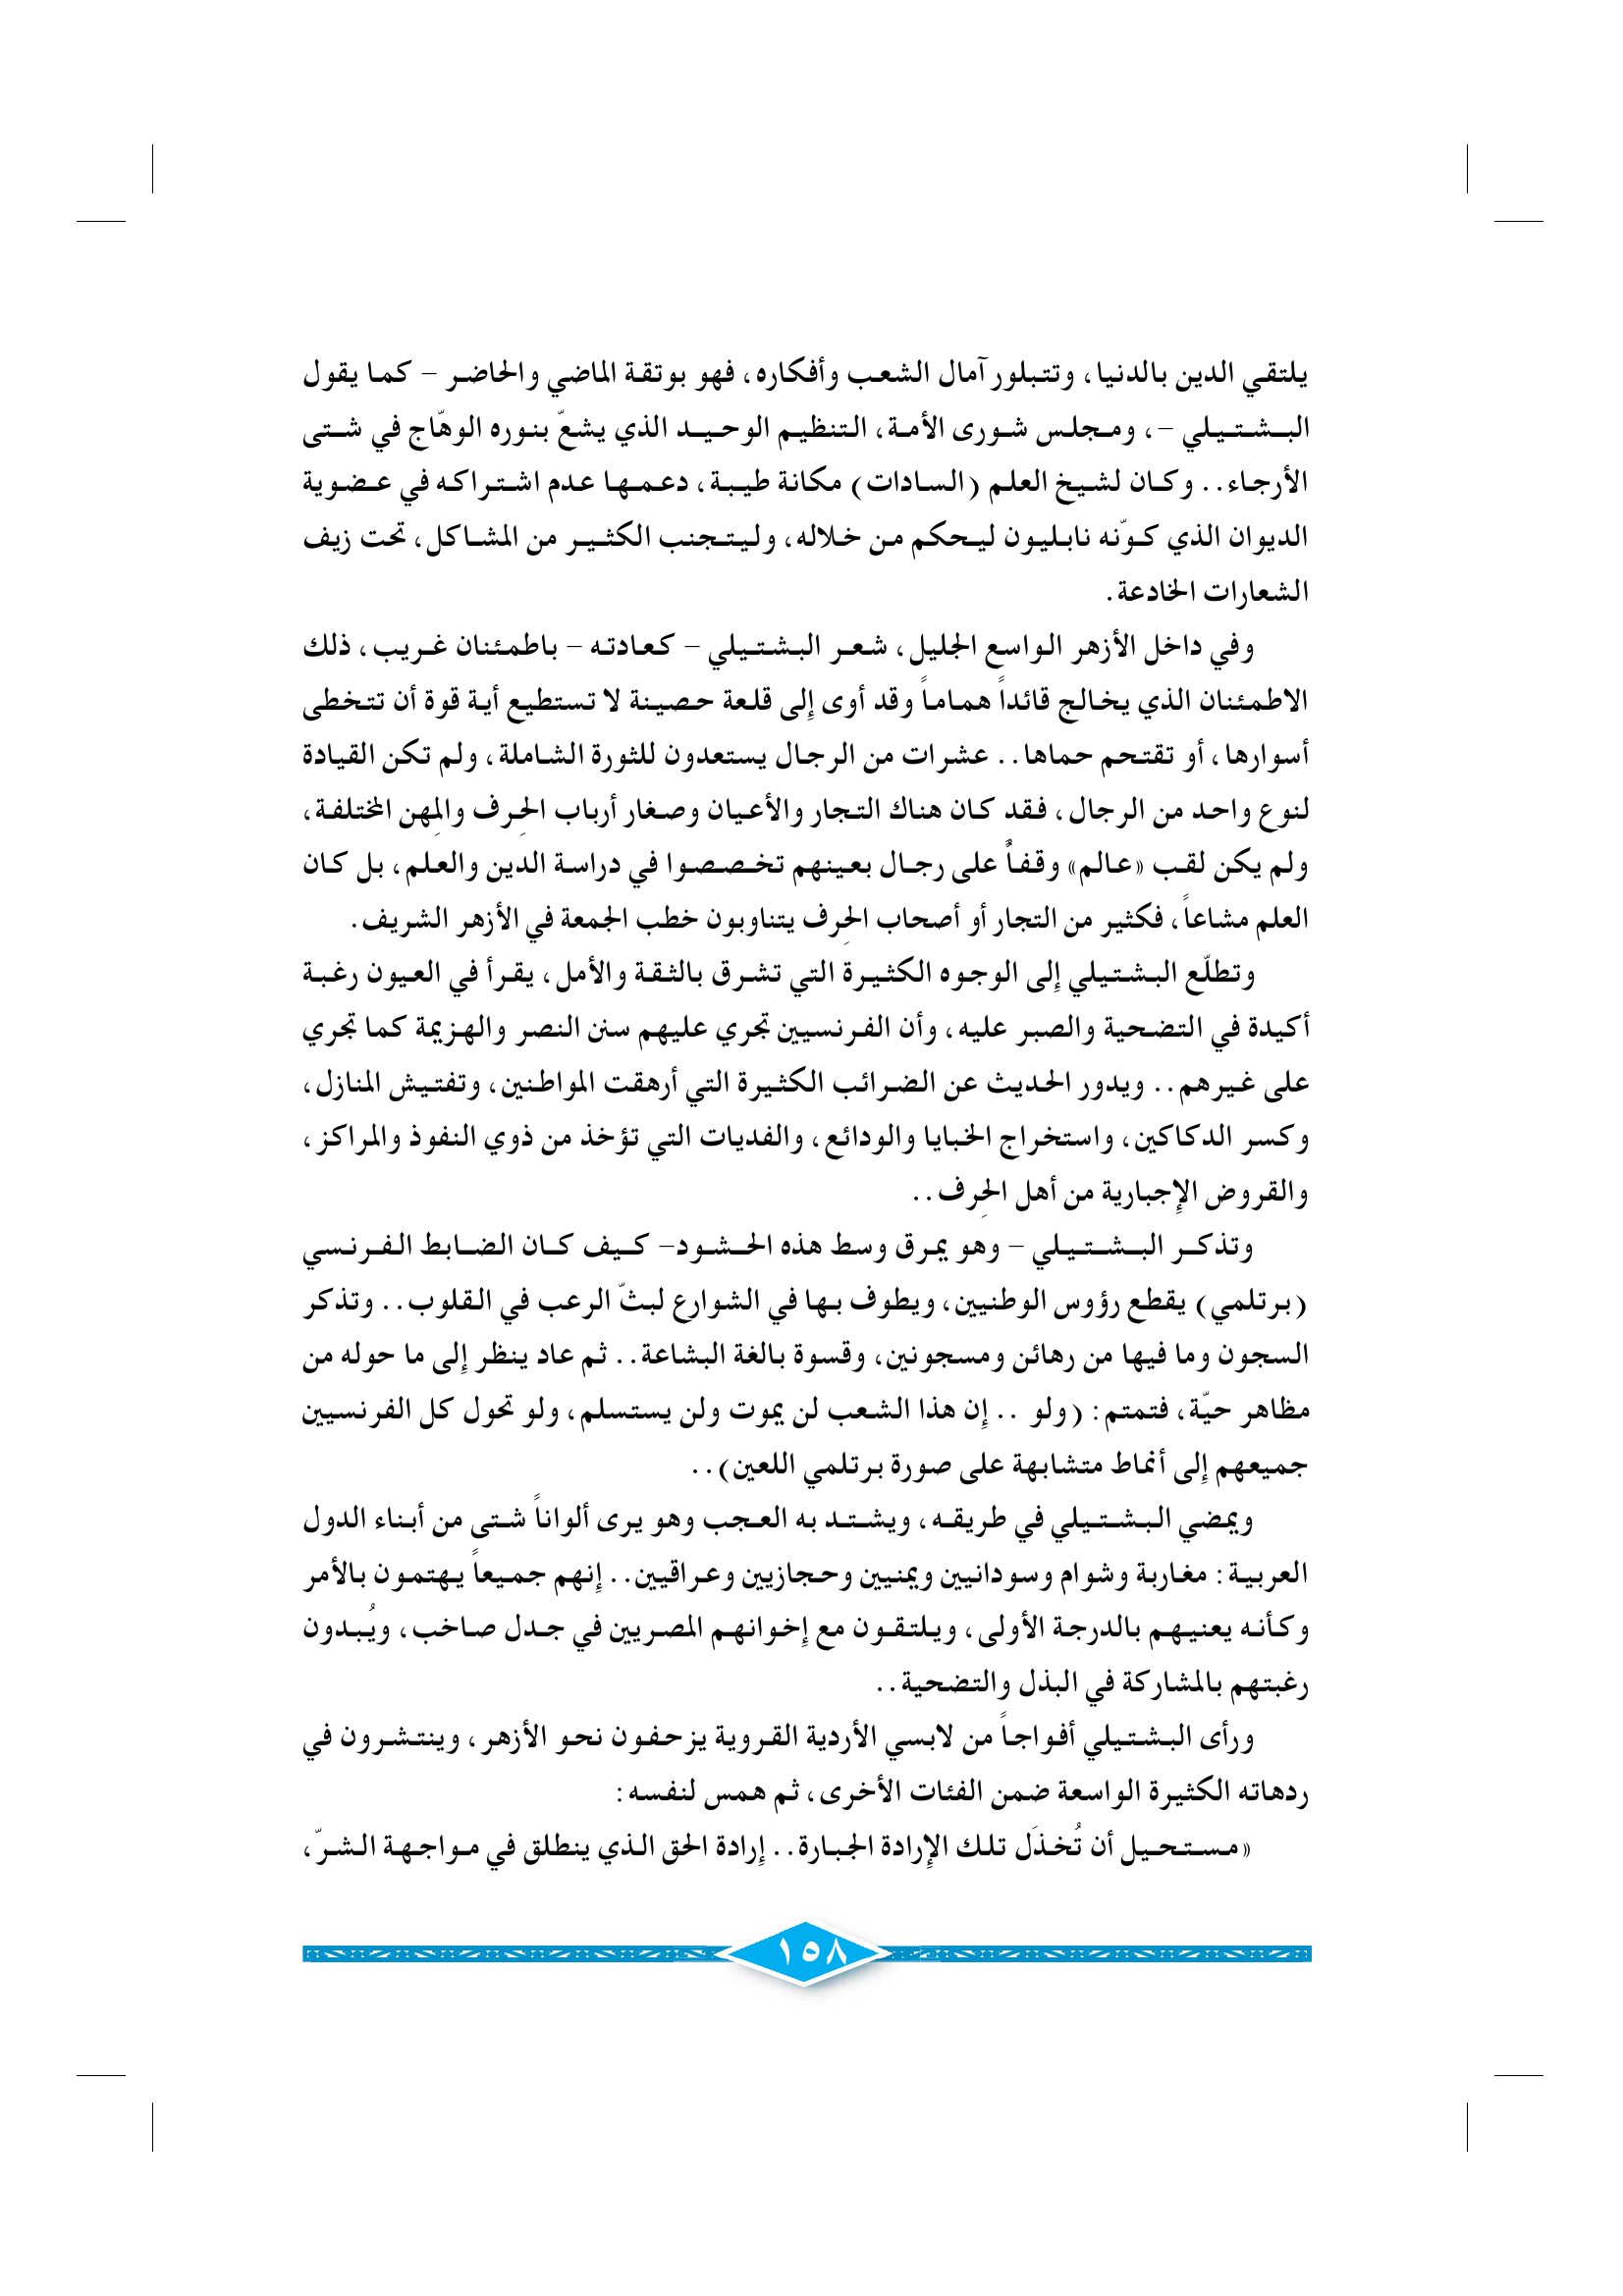 يلتقي الدين بالدنيا، وتتبلور آمال الشعب وأفكاره، فهو بوتقة الماضي والحاضر – كما يقول
البشتيلي –، ومجلس شورى الأمة، التنظيم الوحيد الذي يشعّ بنوره الوهّاج في شتى
الأرجاء.. وكان لشيخ العلم (السادات) مكانة طيبة، دعمها عدم اشتراكه في عضوية
الديوان الذي كوّنه نابليون ليحكم من خلاله، وليتجنب الكثير من المشاكل، تحت زيف
الشعارات الخادعة.
وفي داخل الأزهر الواسع الجليل، شعر البشتيلي – كعادته – باطمئنان غريب، ذلك
الاطمئنان الذي يخالج قائداً هماماً وقد أوى إِلى قلعة حصينة لا تستطيع أية قوة أن تتخطى
أسوارها، أو تقتحم حماها.. عشرات من الرجال يستعدون للثورة الشاملة، ولم تكن القيادة
لنوع واحد من الرجال، فقد كان هناك التجار والأعيان وصغار أرباب الحِرف والمِهن المختلفة،
ولم يكن لقب «عالم» وقفاً على رجال بعينهم تخصصوا في دراسة الدين والعلم، بل كان
العلم مشاعاً، فكثير من التجار أو أصحاب الحِرف يتناوبون خطب الجمعة في الأزهر الشريف.
وتطلّع البشتيلي إِلى الوجوه الكثيرة التي تشرق بالثقة والأمل، يقرأ في العيون رغبة
أكيدة في التضحية والصبر عليه، وأن الفرنسيين تجري عليهم سنن النصر والهزيمة كما تجري
على غيرهم.. ويدور الحديث عن الضرائب الكثيرة التي أرهقت المواطنين، وتفتيش المنازل،
وكسر الدكاكين، واستخراج الخبايا والودائع، والفديات التي تؤخذ من ذوي النفوذ والمراكز،
والقروض الإِجبارية من أهل الحِرف..
وتذكر البشتيلي – وهو يمرق وسط هذه الحشود– كيف كان الضابط الفرنسي
(برتلمي) يقطع رؤوس الوطنيين، ويطوف بها في الشوارع لبثّ الرعب في القلوب.. وتذكر
السجون وما فيها من رهائن ومسجونين، وقسوة بالغة البشاعة.. ثم عاد ينظر إِلى ما حوله من
مظاهر حيّة، فتمتم: (ولو .. إِن هذا الشعب لن يموت ولن يستسلم، ولو تحول كل الفرنسيين
جميعهم إِلى أنماط متشابهة على صورة برتلمي اللعين)..
ويمضي البشتيلي في طريقه، ويشتد به العجب وهو يرى ألواناً شتى من أبناء الدول
العربية: مغاربة وشوام وسودانيين ويمنيين وحجازيين وعراقيين.. إِنهم جميعاً يهتمون بالأمر
وكأنه يعنيهم بالدرجة الأولى، ويلتقون مع إِخوانهم المصريين في جدل صاخب، ويُبدون
رغبتهم بالمشاركة في البذل والتضحية..
ورأى البشتيلي أفواجاً من لابسي الأردية القروية يزحفون نحو الأزهر، وينتشرون في
ردهاته الكثيرة الواسعة ضمن الفئات الأخرى، ثم همس لنفسه:
«مستحيل أن تُخذَل تلك الإِرادة الجبارة.. إِرادة الحق الذي ينطلق في مواجهة الشرّ،
١٥٨